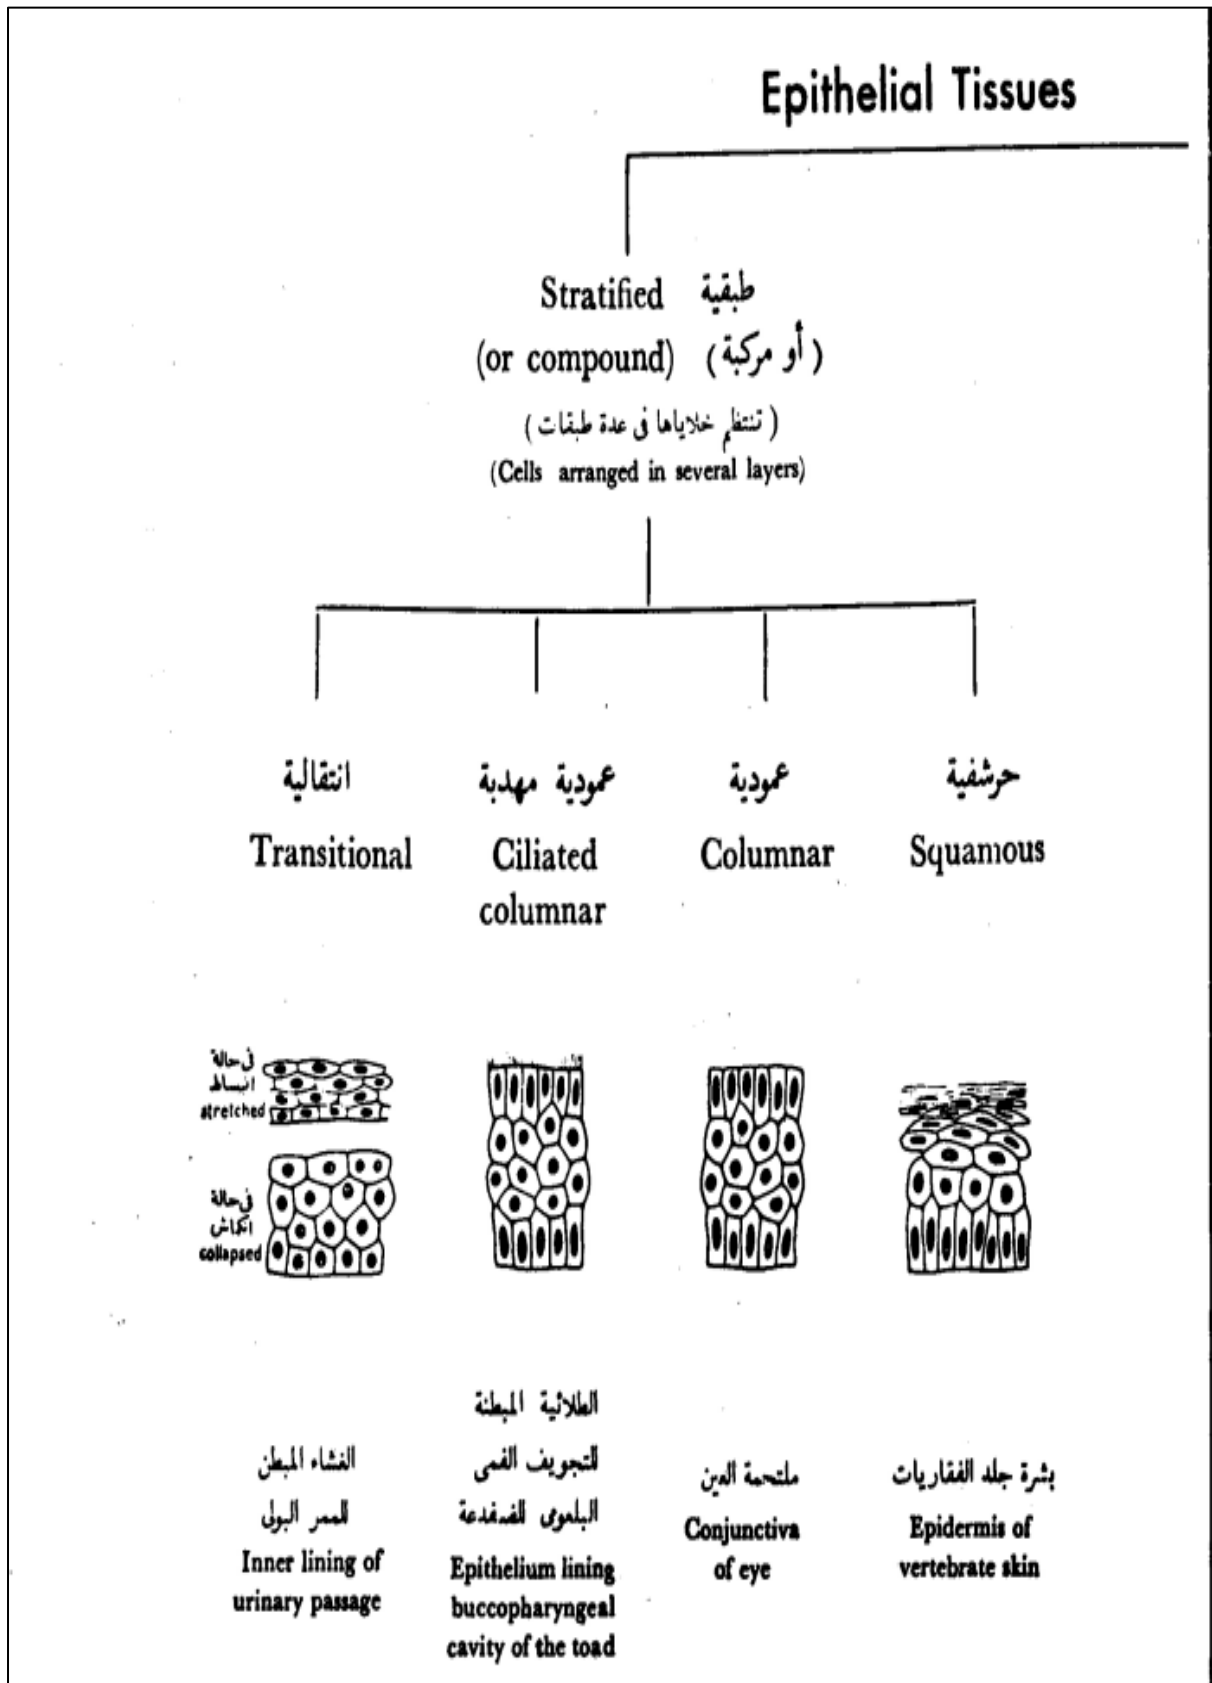 Epithelial Tissues
Stratified طبقية
(or compound) (أو مركبة)
(تنتظم خلاياها فى عدة طبقات)
(Cells arranged in several layers)
انتقالية
Transitional
عمودية مهدبة
Ciliated
columnar
عمودية
Columnar
حرشفية
Squamous
فى حالة
انبساط
stretched
فى حالة
انكماش
collapsed
الغشاء المبطن
للممر البولى
Inner lining of
urinary passage
الطلائية المبطنة
للتجويف الفمى
البلعومى للضفدعة
Epithelium lining
buccopharyngeal
cavity of the toad
ملتحمة العين
Conjunctiva
of eye
بشرة جلد الفقاريات
Epidermis of
vertebrate skin